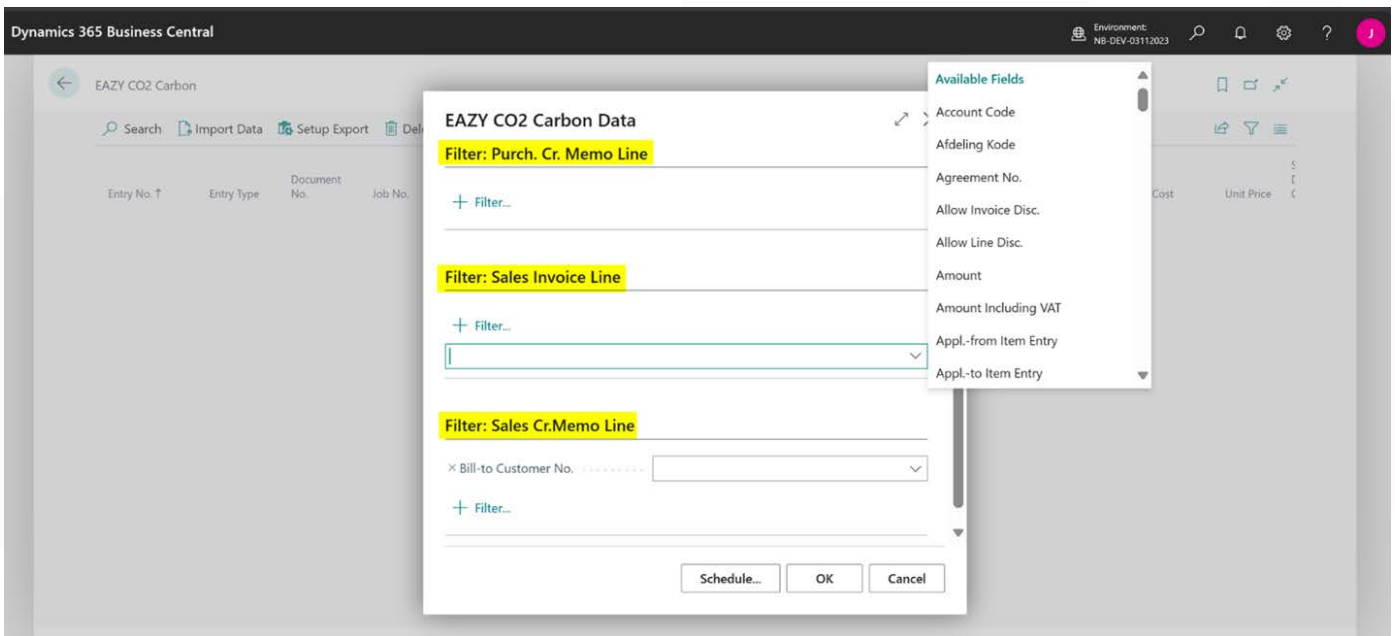 Dynamics 365 Business Central
Environment:
NB-DEV-03112023
?
J
EAZY CO2 Carbon
Search Import Data Setup Export Del
Entry No. ↑ Entry Type Document No. Job No. Cost Unit Price
EAZY CO2 Carbon Data
Filter: Purch. Cr. Memo Line
+ Filter...
Filter: Sales Invoice Line
+ Filter...
Filter: Sales Cr.Memo Line
× Bill-to Customer No.
+ Filter...
Schedule... OK Cancel
Available Fields
Account Code
Afdeling Kode
Agreement No.
Allow Invoice Disc.
Allow Line Disc.
Amount
Amount Including VAT
Appl.-from Item Entry
Appl.-to Item Entry